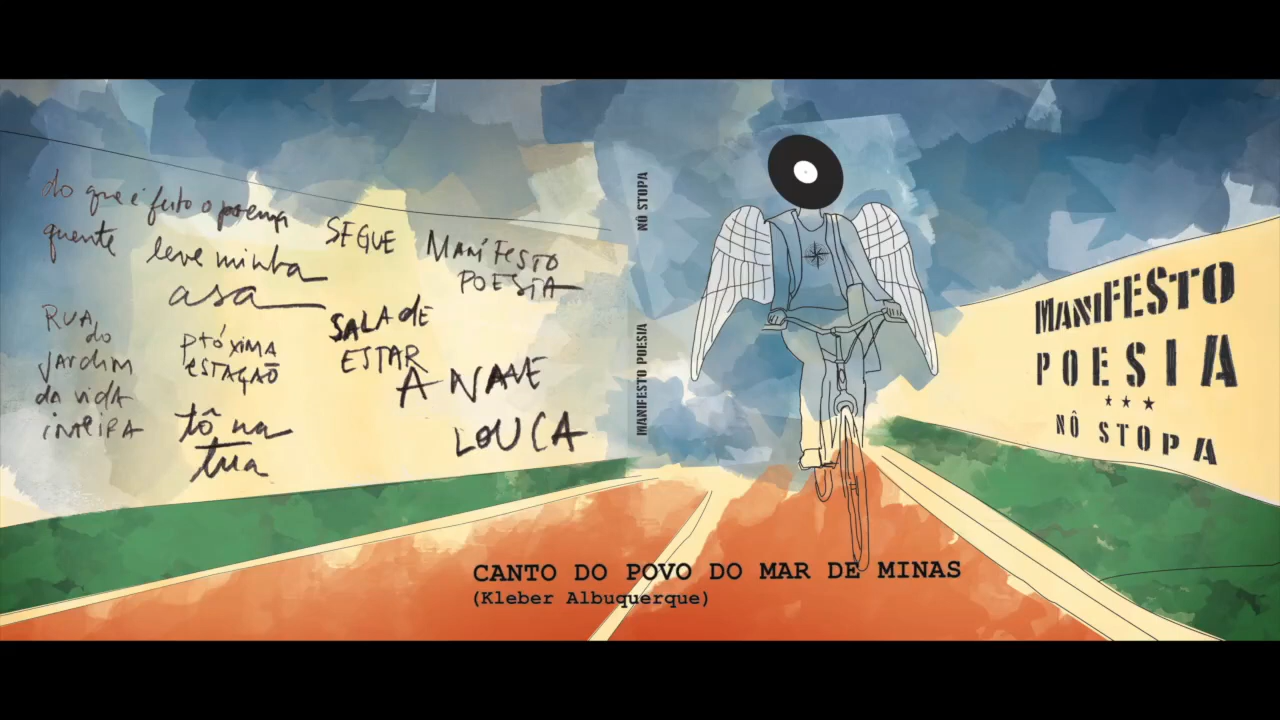 do que é feito o poema
quente
leve minha
asa
SEGUE
MANIFESTO
POESIA
RUA
do
jardim
da vida
inteira
próxima
estação
SALA DE
ESTAR
A NAVE
LOUCA
tô na
tua
NÔ STOPA
MANIFESTO POESIA
MANIFESTO
POESIA
★ ★ ★
NÔ STOPA
CANTO DO POVO DO MAR DE MINAS
(Kleber Albuquerque)